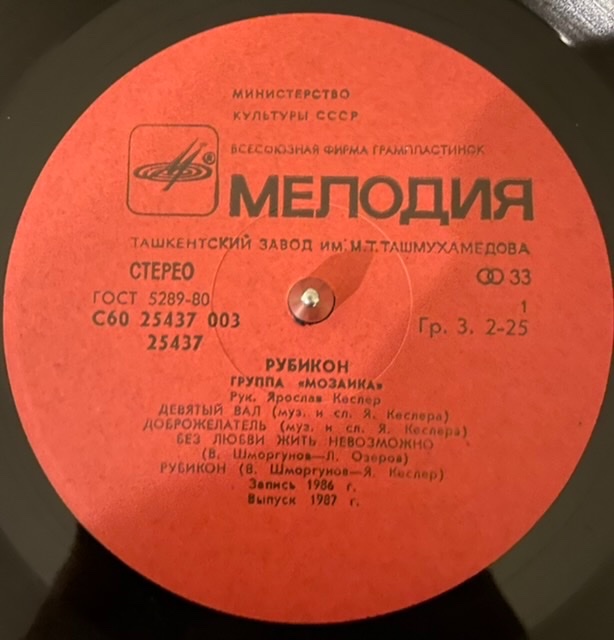 МИНИСТЕРСТВО
КУЛЬТУРЫ СССР
ВСЕСОЮЗНАЯ ФИРМА ГРАМПЛАСТИНОК
®
МЕЛОДИЯ
ТАШКЕНТСКИЙ ЗАВОД ИМ. М.Т.ТАШМУХАМЕДОВА
СТЕРЕО
33
ГОСТ 5289-80
1
С60 25437 003
Гр. 3. 2-25
25437
РУБИКОН
ГРУППА «МОЗАИКА»
Рук. Ярослав Кеслер
ДЕВЯТЫЙ ВАЛ (муз. и сл. Я. Кеслера)
ДОБРОЖЕЛАТЕЛЬ (муз. и сл. Я. Кеслера)
БЕЗ ЛЮБВИ ЖИТЬ НЕВОЗМОЖНО
(В. Шморгунов—Л. Озеров)
РУБИКОН (В. Шморгунов—Я. Кеслер)
Запись 1986 г.
Выпуск 1987 г.